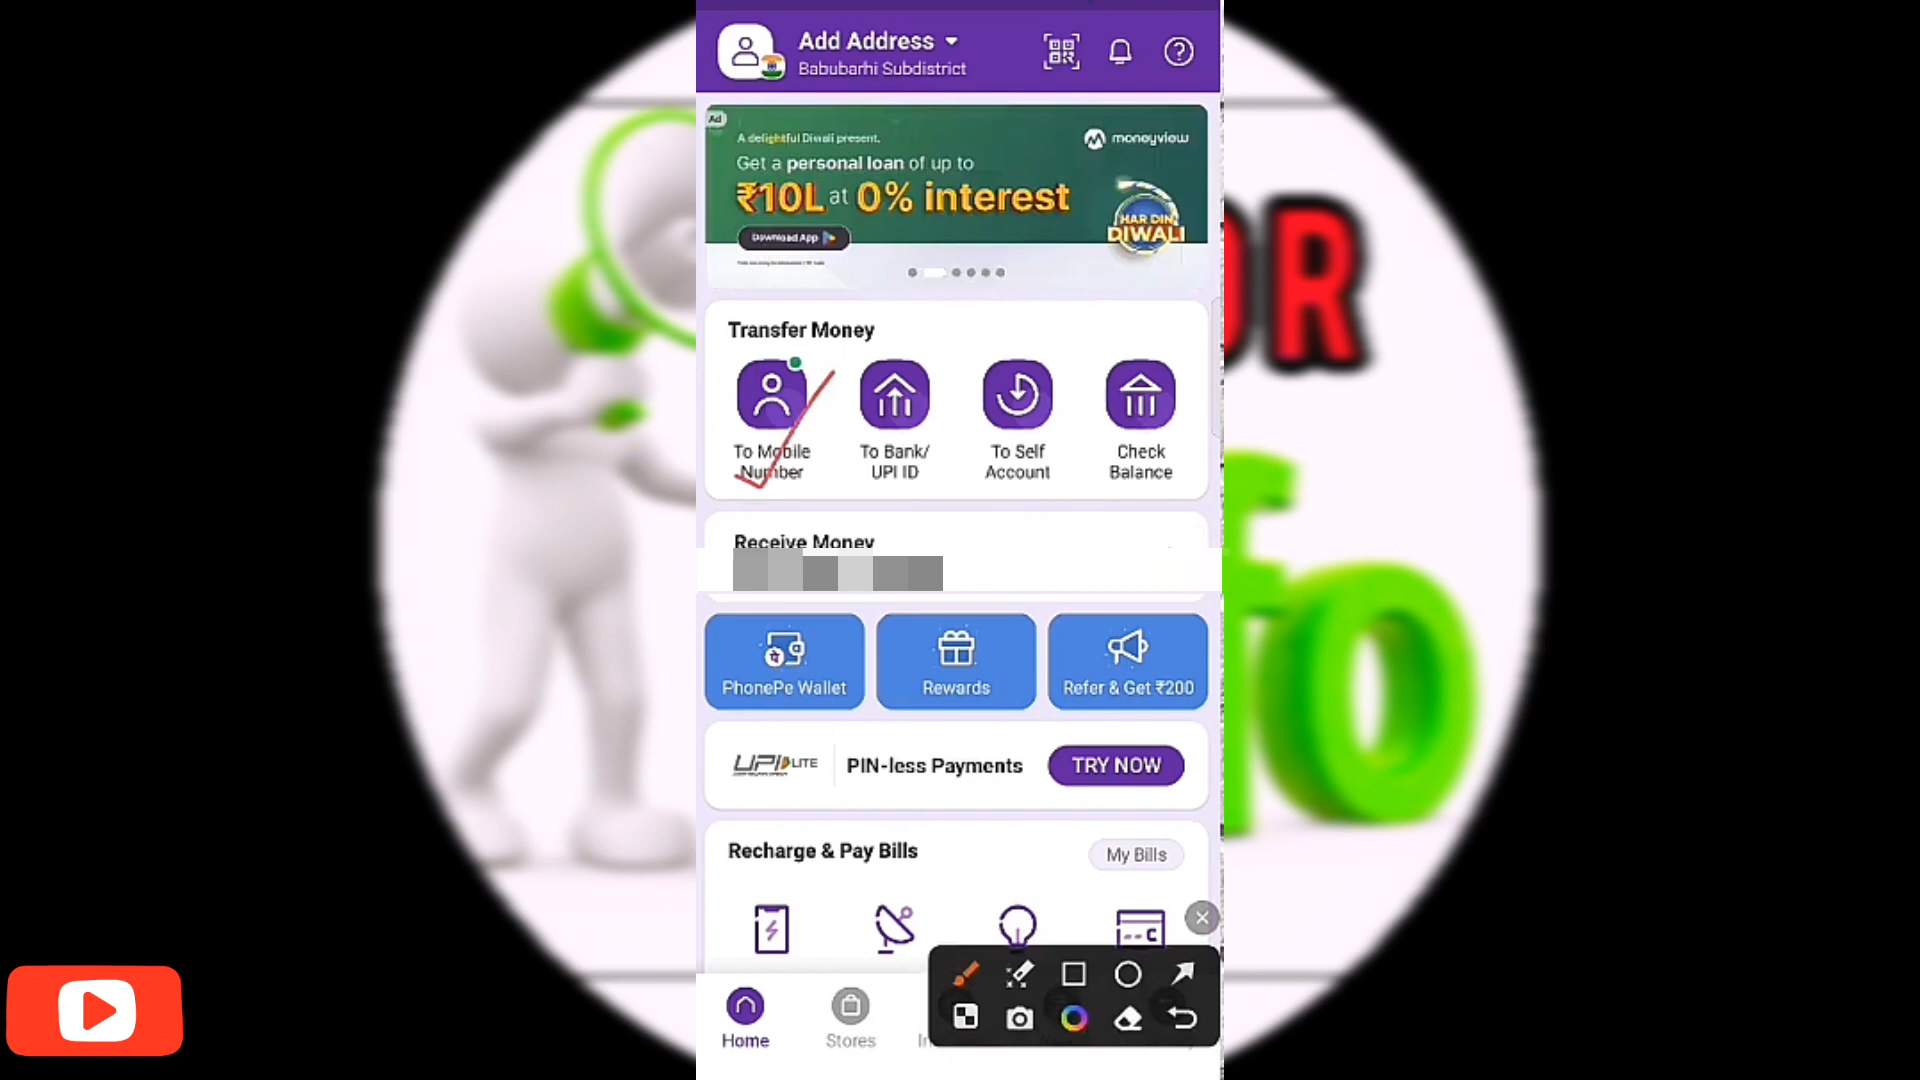 Add Address
Babubarhi Subdistrict
Ad
A delightful Diwali present.
moneyview
Get a personal loan of up to
₹10L at 0% interest
HAR DIN
DIWALI
Download App
Transfer Money
To Mobile
Number
To Bank/
UPI ID
To Self
Account
Check
Balance
Receive Money
PhonePe Wallet
Rewards
Refer & Get ₹200
UPI LITE
PIN-less Payments
TRY NOW
Recharge & Pay Bills
My Bills
Home
Stores
In
R
fo